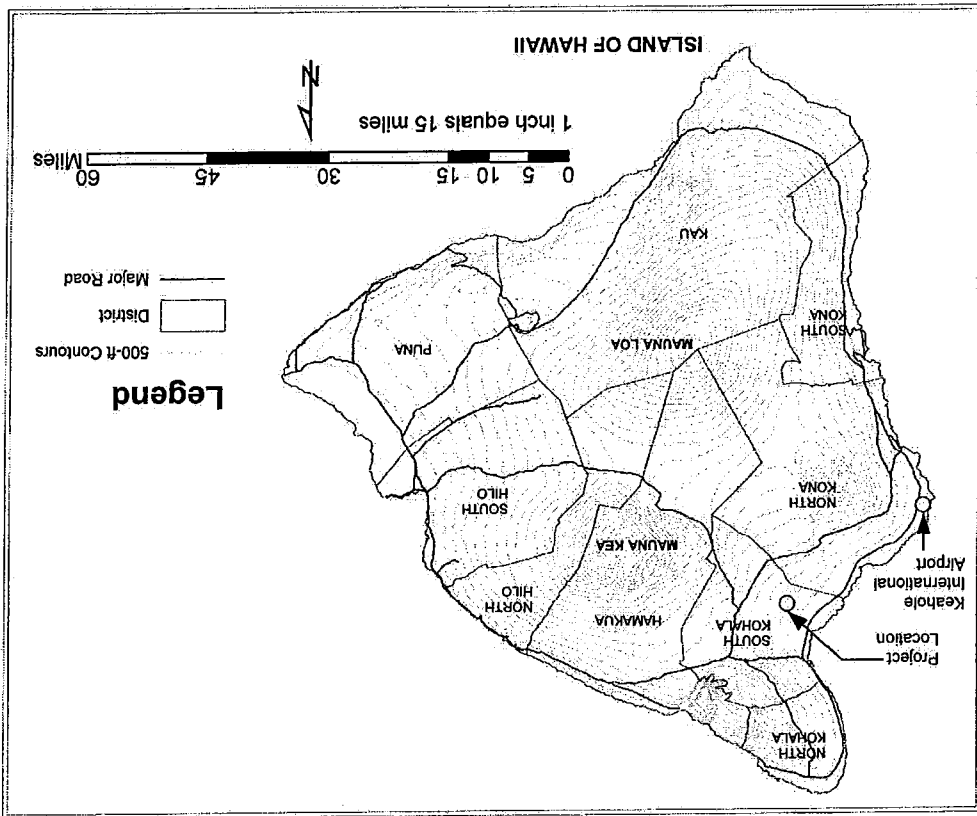 NORTH
KOHALA
Project
Location
SOUTH
KOHALA
HAMAKUA
NORTH
HILO
Keahole
International
Airport
MAUNA KEA
NORTH
KONA
SOUTH
HILO
Legend
500-ft Contours
District
Major Road
PUNA
MAUNA LOA
SOUTH
KONA
KAU
0 5 10 15 30 45 60
Miles
1 inch equals 15 miles
N
ISLAND OF HAWAII